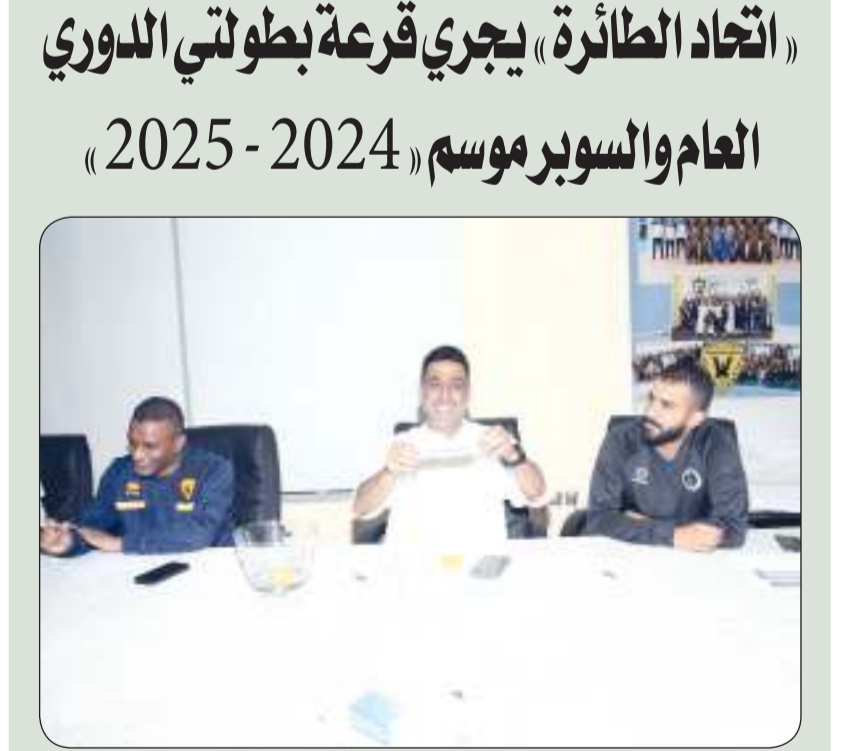 « اتحاد الطائرة » يجري قرعة بطولتي الدوري
العام والسوبر موسم « 2024 - 2025 »